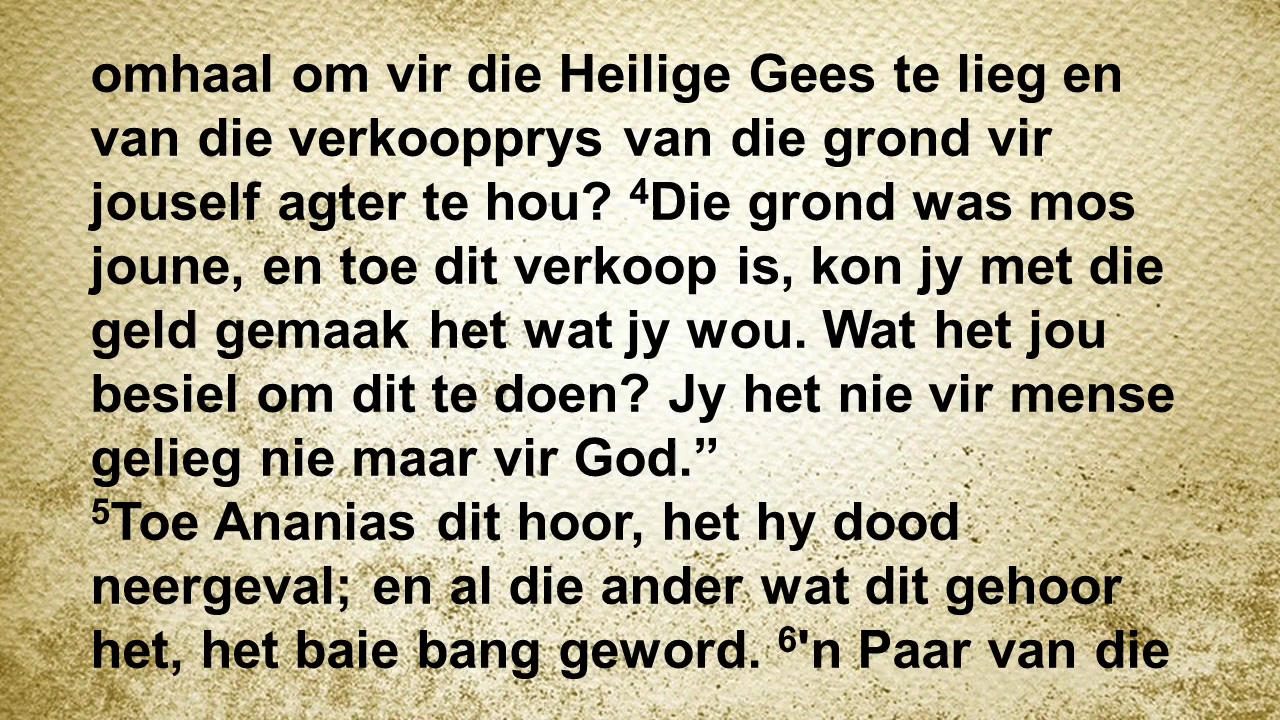 omhaal om vir die Heilige Gees te lieg en
van die verkoopprys van die grond vir
jouself agter te hou? ⁴Die grond was mos
joune, en toe dit verkoop is, kon jy met die
geld gemaak het wat jy wou. Wat het jou
besiel om dit te doen? Jy het nie vir mense
gelieg nie maar vir God.”
⁵Toe Ananias dit hoor, het hy dood
neergeval; en al die ander wat dit gehoor
het, het baie bang geword. ⁶'n Paar van die